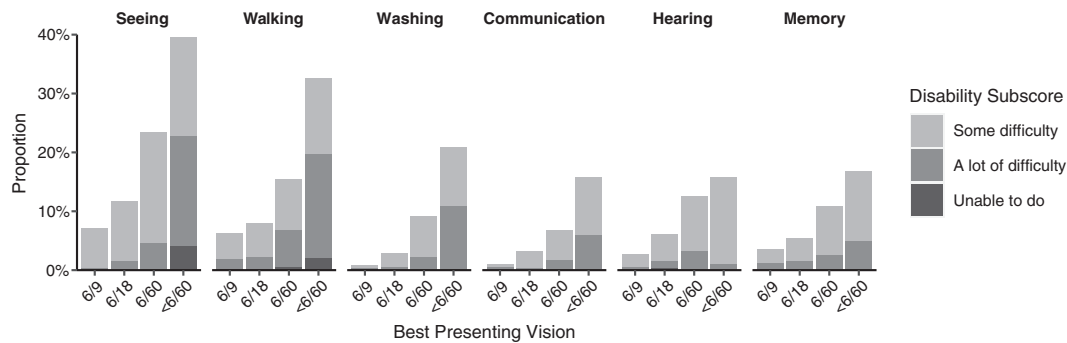 Seeing Walking Washing Communication Hearing Memory
40%
30%
20%
10%
0%
Proportion
6/9 6/18 6/60 <6/60 6/9 6/18 6/60 <6/60 6/9 6/18 6/60 <6/60 6/9 6/18 6/60 <6/60 6/9 6/18 6/60 <6/60 6/9 6/18 6/60 <6/60
Best Presenting Vision
Disability Subscore
Some difficulty
A lot of difficulty
Unable to do